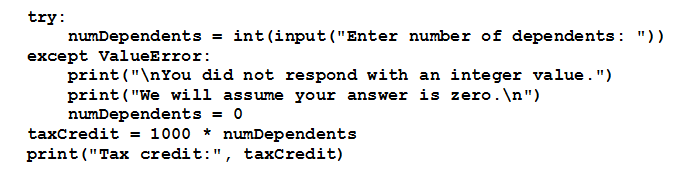 try:
    numDependents = int(input("Enter number of dependents: "))
except ValueError:
    print("\nYou did not respond with an integer value.")
    print("We will assume your answer is zero.\n")
    numDependents = 0
taxCredit = 1000 * numDependents
print("Tax credit:", taxCredit)